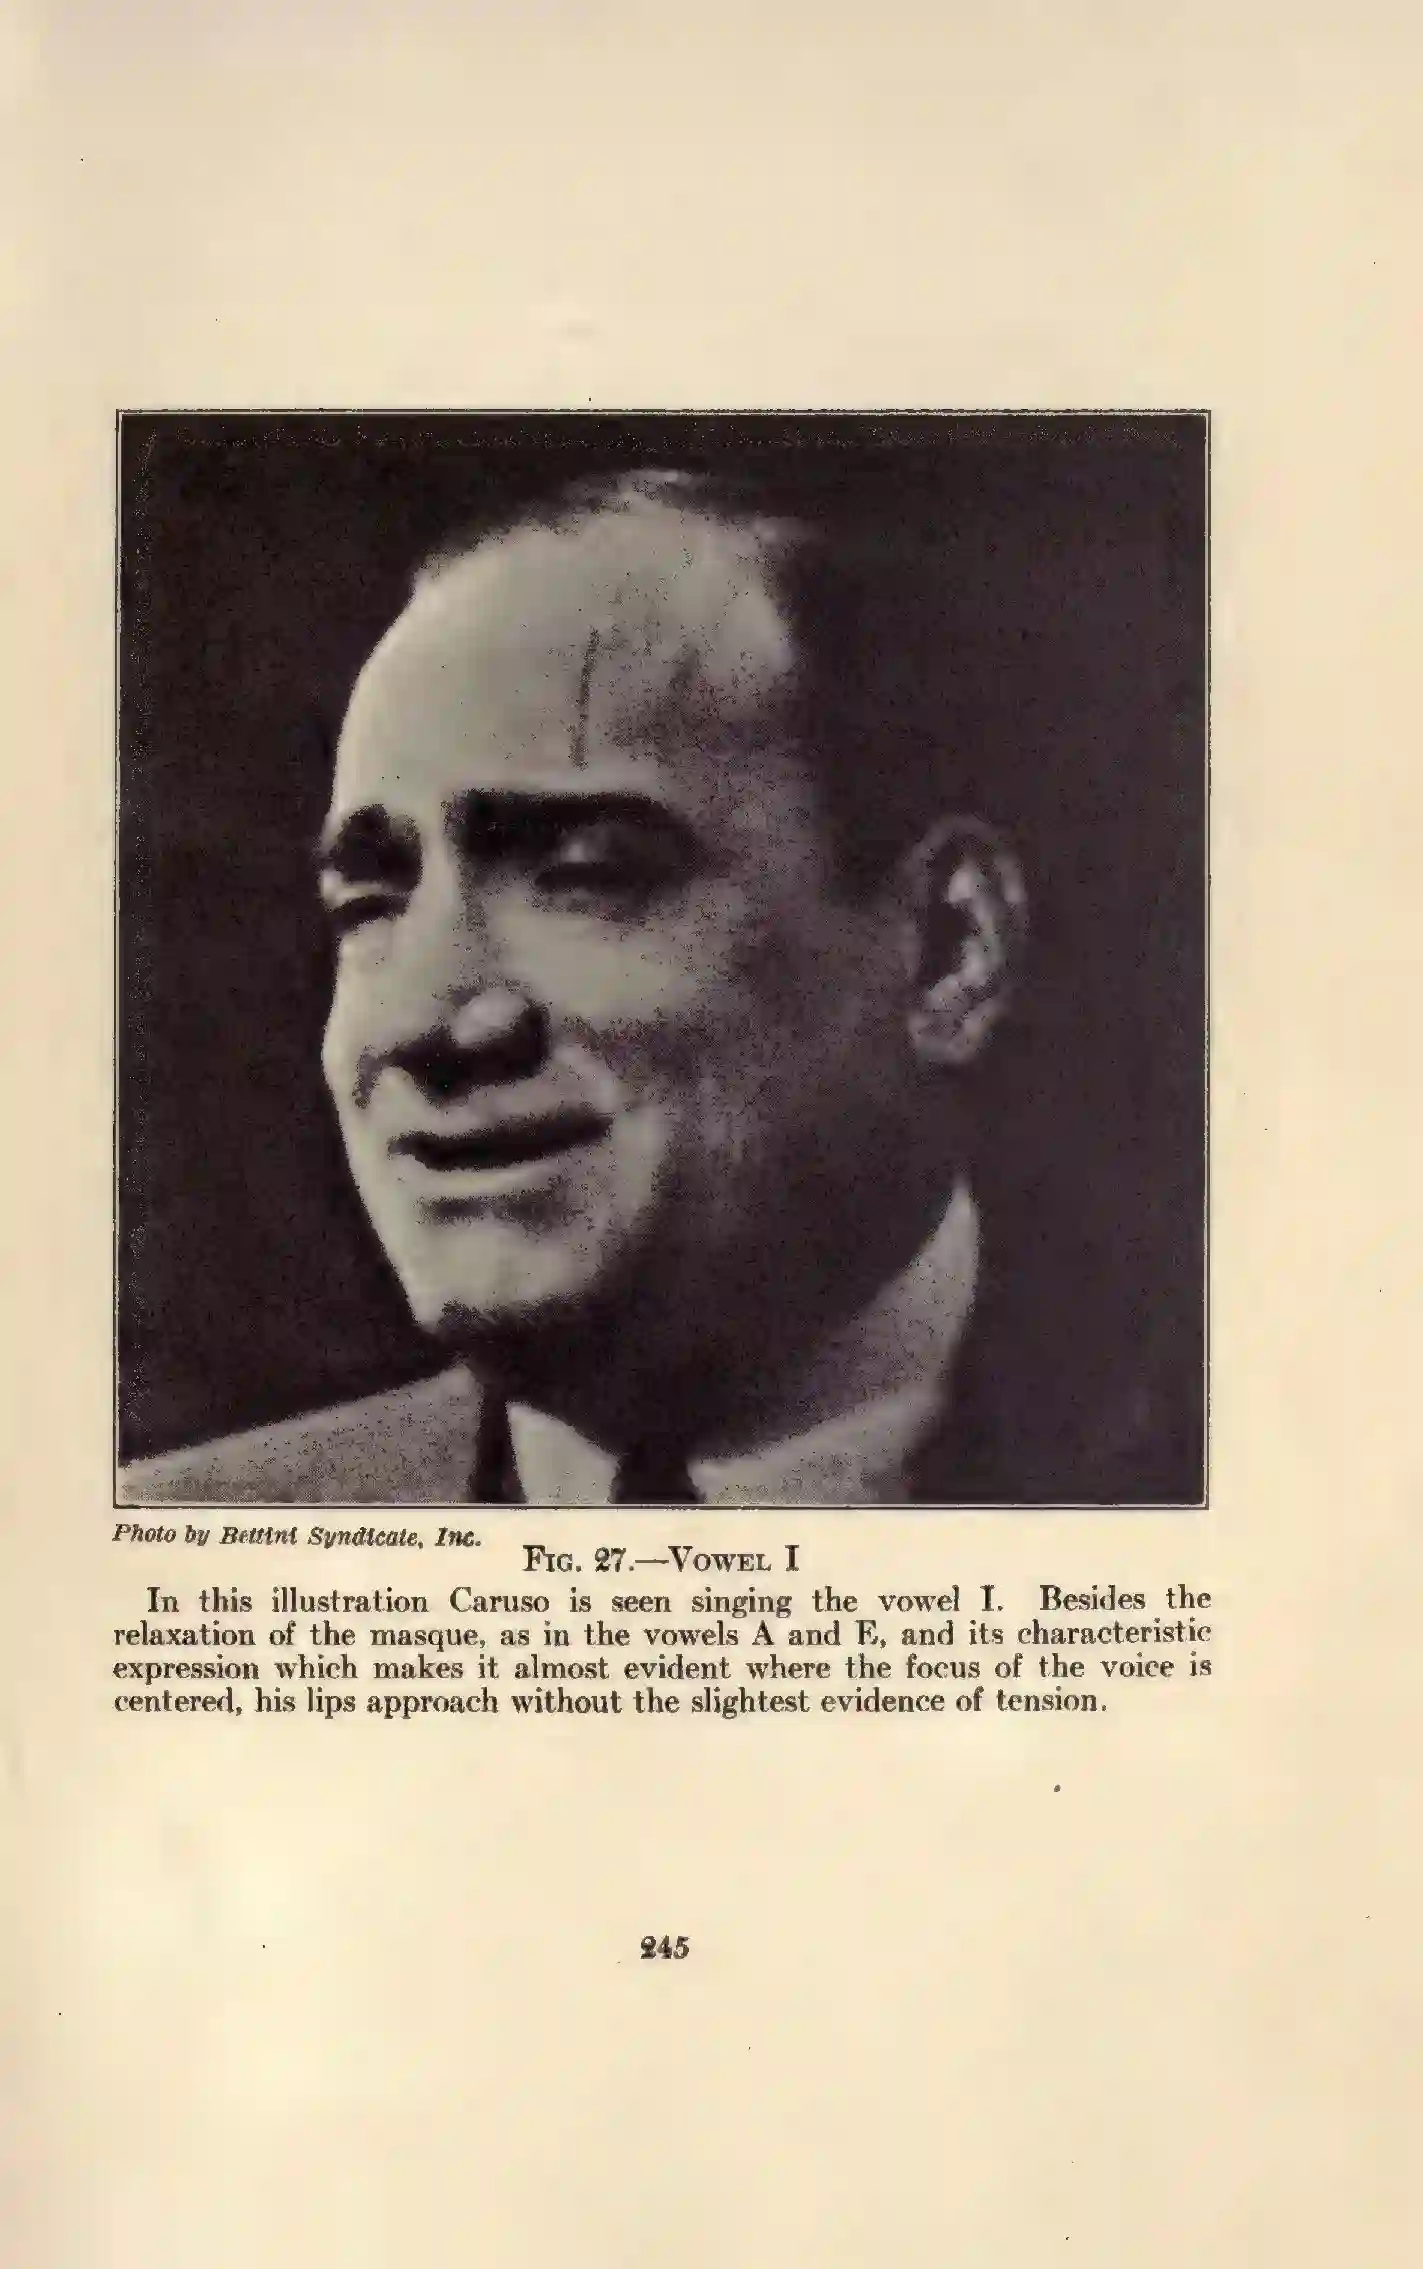 Photo by Bettini Syndicate, Inc.
FIG. 27.—VOWEL I
In this illustration Caruso is seen singing the vowel I. Besides the
relaxation of the masque, as in the vowels A and E, and its characteristic
expression which makes it almost evident where the focus of the voice is
centered, his lips approach without the slightest evidence of tension.
245